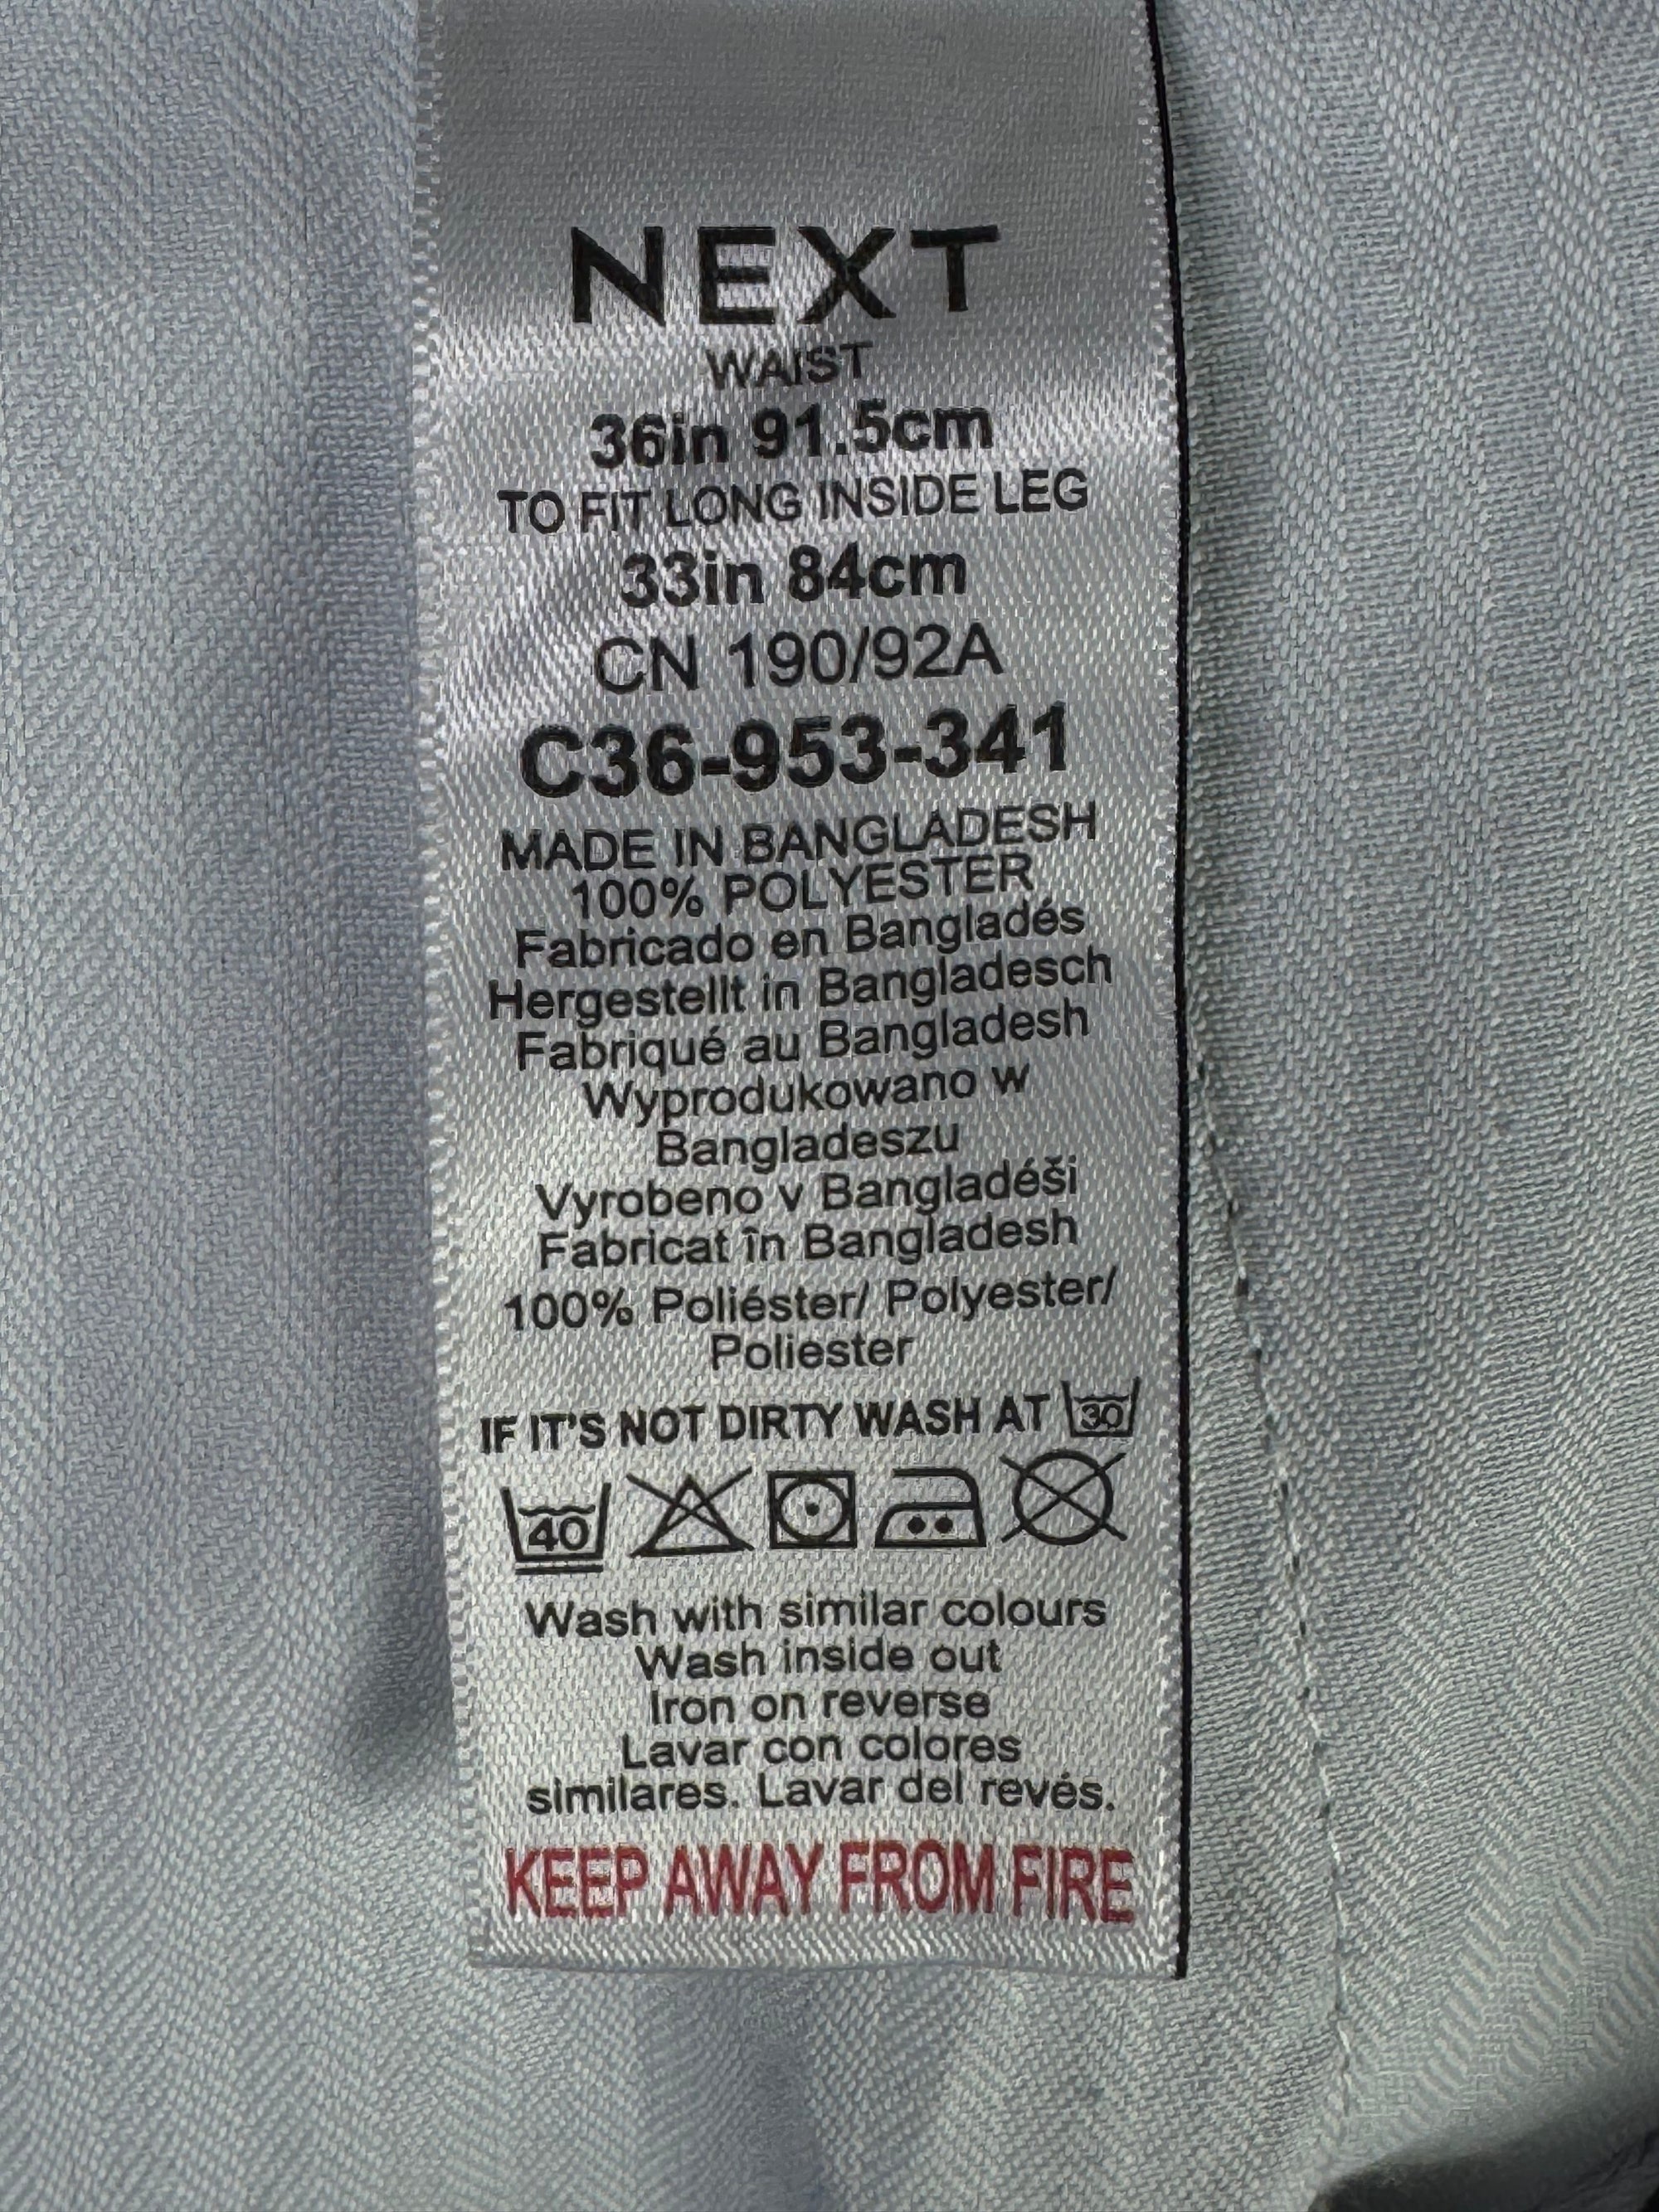 NEXT
WAIST
36in 91.5cm
TO FIT LONG INSIDE LEG
33in 84cm
CN 190/92A
C36-953-341
MADE IN BANGLADESH
100% POLYESTER
Fabricado en Bangladés
Hergestellt in Bangladesch
Fabriqué au Bangladesh
Wyprodukowano w
Bangladeszu
Vyrobeno v Bangladéši
Fabricat în Bangladesh
100% Poliéster/ Polyester/
Poliester
IF IT'S NOT DIRTY WASH AT 30
40
Wash with similar colours
Wash inside out
Iron on reverse
Lavar con colores
similares. Lavar del revés.
KEEP AWAY FROM FIRE